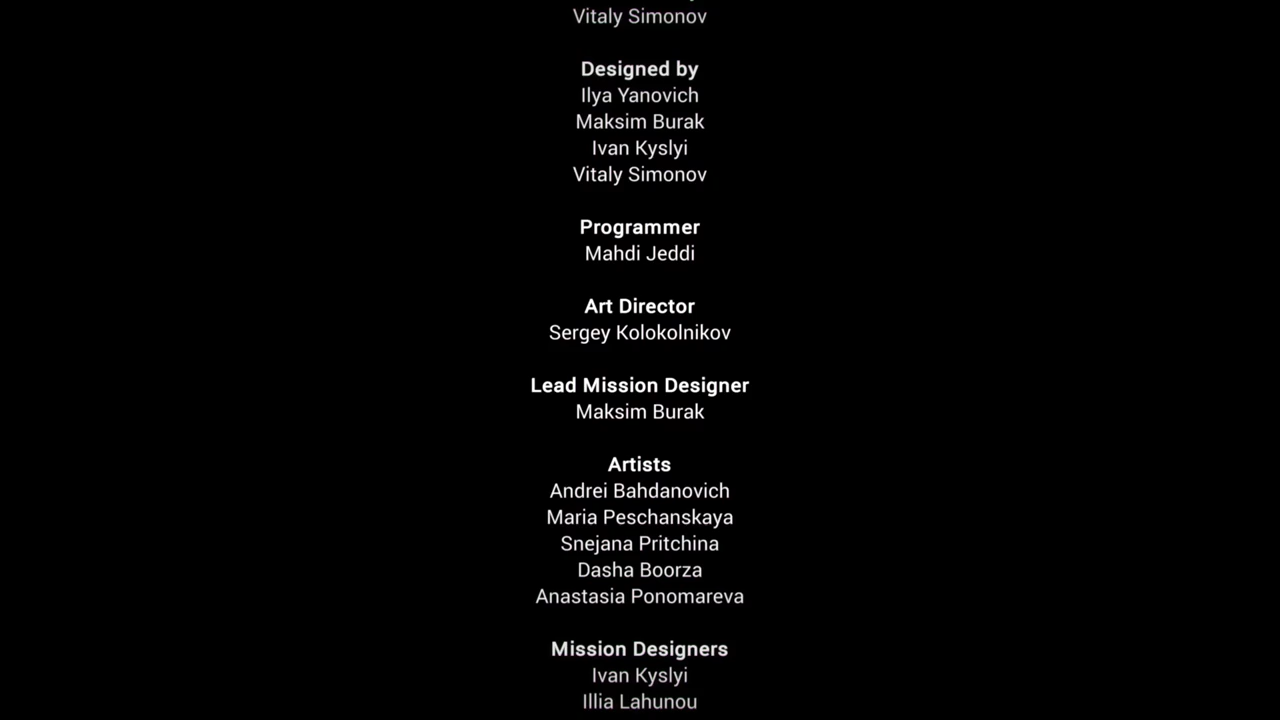 Vitaly Simonov
Designed by
Ilya Yanovich
Maksim Burak
Ivan Kyslyi
Vitaly Simonov
Programmer
Mahdi Jeddi
Art Director
Sergey Kolokolnikov
Lead Mission Designer
Maksim Burak
Artists
Andrei Bahdanovich
Maria Peschanskaya
Snejana Pritchina
Dasha Boorza
Anastasia Ponomareva
Mission Designers
Ivan Kyslyi
Illia Lahunou